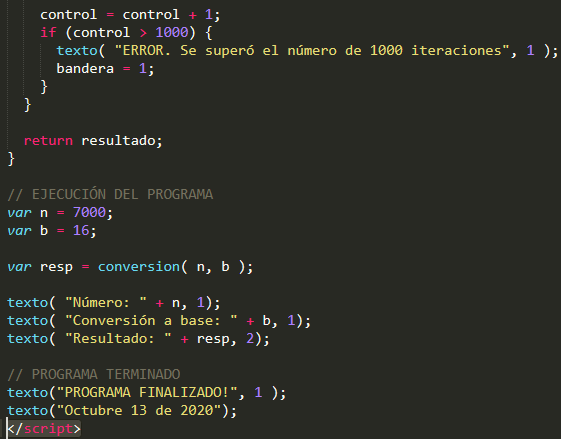 control = control + 1;
if (control > 1000) {
texto( "ERROR. Se superó el número de 1000 iteraciones", 1 );
bandera = 1;
}
}
return resultado;
}
// EJECUCIÓN DEL PROGRAMA
var n = 7000;
var b = 16;
var resp = conversion( n, b );
texto( "Número: " + n, 1);
texto( "Conversión a base: " + b, 1);
texto( "Resultado: " + resp, 2);
// PROGRAMA TERMINADO
texto("PROGRAMA FINALIZADO!", 1 );
texto("Octubre 13 de 2020");
</script>